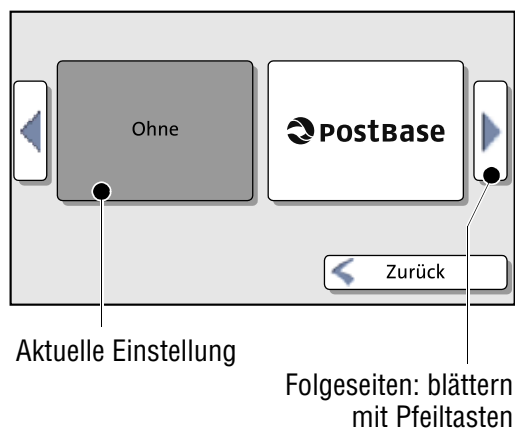 Ohne
PostBase
Zurück
Aktuelle Einstellung
Folgeseiten: blättern
mit Pfeiltasten